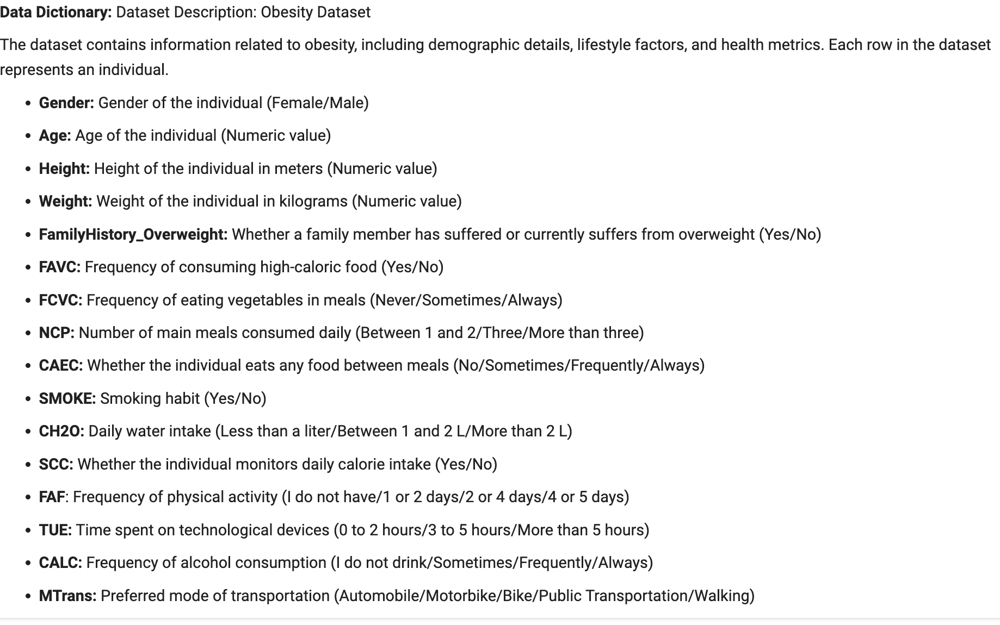 Data Dictionary: Dataset Description: Obesity Dataset
The dataset contains information related to obesity, including demographic details, lifestyle factors, and health metrics. Each row in the dataset
represents an individual.
• Gender: Gender of the individual (Female/Male)
• Age: Age of the individual (Numeric value)
• Height: Height of the individual in meters (Numeric value)
• Weight: Weight of the individual in kilograms (Numeric value)
• FamilyHistory_Overweight: Whether a family member has suffered or currently suffers from overweight (Yes/No)
• FAVC: Frequency of consuming high-caloric food (Yes/No)
• FCVC: Frequency of eating vegetables in meals (Never/Sometimes/Always)
• NCP: Number of main meals consumed daily (Between 1 and 2/Three/More than three)
• CAEC: Whether the individual eats any food between meals (No/Sometimes/Frequently/Always)
• SMOKE: Smoking habit (Yes/No)
• CH2O: Daily water intake (Less than a liter/Between 1 and 2 L/More than 2 L)
• SCC: Whether the individual monitors daily calorie intake (Yes/No)
• FAF: Frequency of physical activity (I do not have/1 or 2 days/2 or 4 days/4 or 5 days)
• TUE: Time spent on technological devices (0 to 2 hours/3 to 5 hours/More than 5 hours)
• CALC: Frequency of alcohol consumption (I do not drink/Sometimes/Frequently/Always)
• MTrans: Preferred mode of transportation (Automobile/Motorbike/Bike/Public Transportation/Walking)